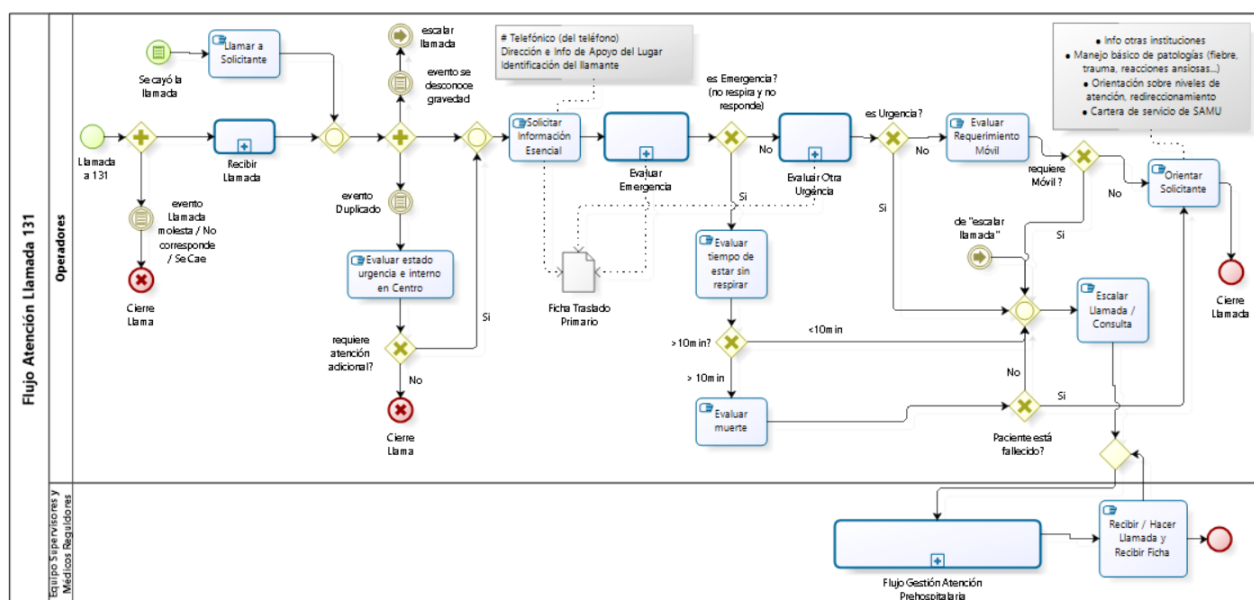 Flujo Atención Llamada 131
Operadores
Equipo Supervisores y
Médicos Reguldores
Llamada
a 131
Se cayó la
llamada
Llamar a
Solicitante
evento
Llamada
molesta / No
corresponde
/ Se Cae
Cierre
Llama
Recibir
Llamada
escalar
llamada
evento se
desconoce
gravedad
evento
Duplicado
Evaluar estado
urgencia e interno
en Centro
requiere
atención
adicional?
Si
No
Cierre
Llama
# Telefónico (del teléfono)
Dirección e Info de Apoyo del Lugar
Identificación del llamante
Solicitar
Información
Esencial
Evaluar
Emergencia
Ficha Traslado
Primario
es Emergencia?
(no respira y no
responde)
No
Si
Evaluar
tiempo de
estar sin
respirar
>10min?
<10min
> 10min
Evaluar
muerte
Evaluar Otra
Urgencia
es Urgencia?
No
Si
Evaluar
Requerimiento
Móvil
requiere
Móvil ?
No
Si
de "escalar
llamada"
Escalar
Llamada /
Consulta
No
Si
Paciente está
fallecido?
● Info otras instituciones
● Manejo básico de patologías (fiebre,
trauma, reacciones ansiosas...)
● Orientación sobre niveles de
atención, redireccionamiento
● Cartera de servicio de SAMU
Orientar
Solicitante
Cierre
Llamada
Flujo Gestión Atención
Prehospitalaria
Recibir / Hacer
Llamada y
Recibir Ficha